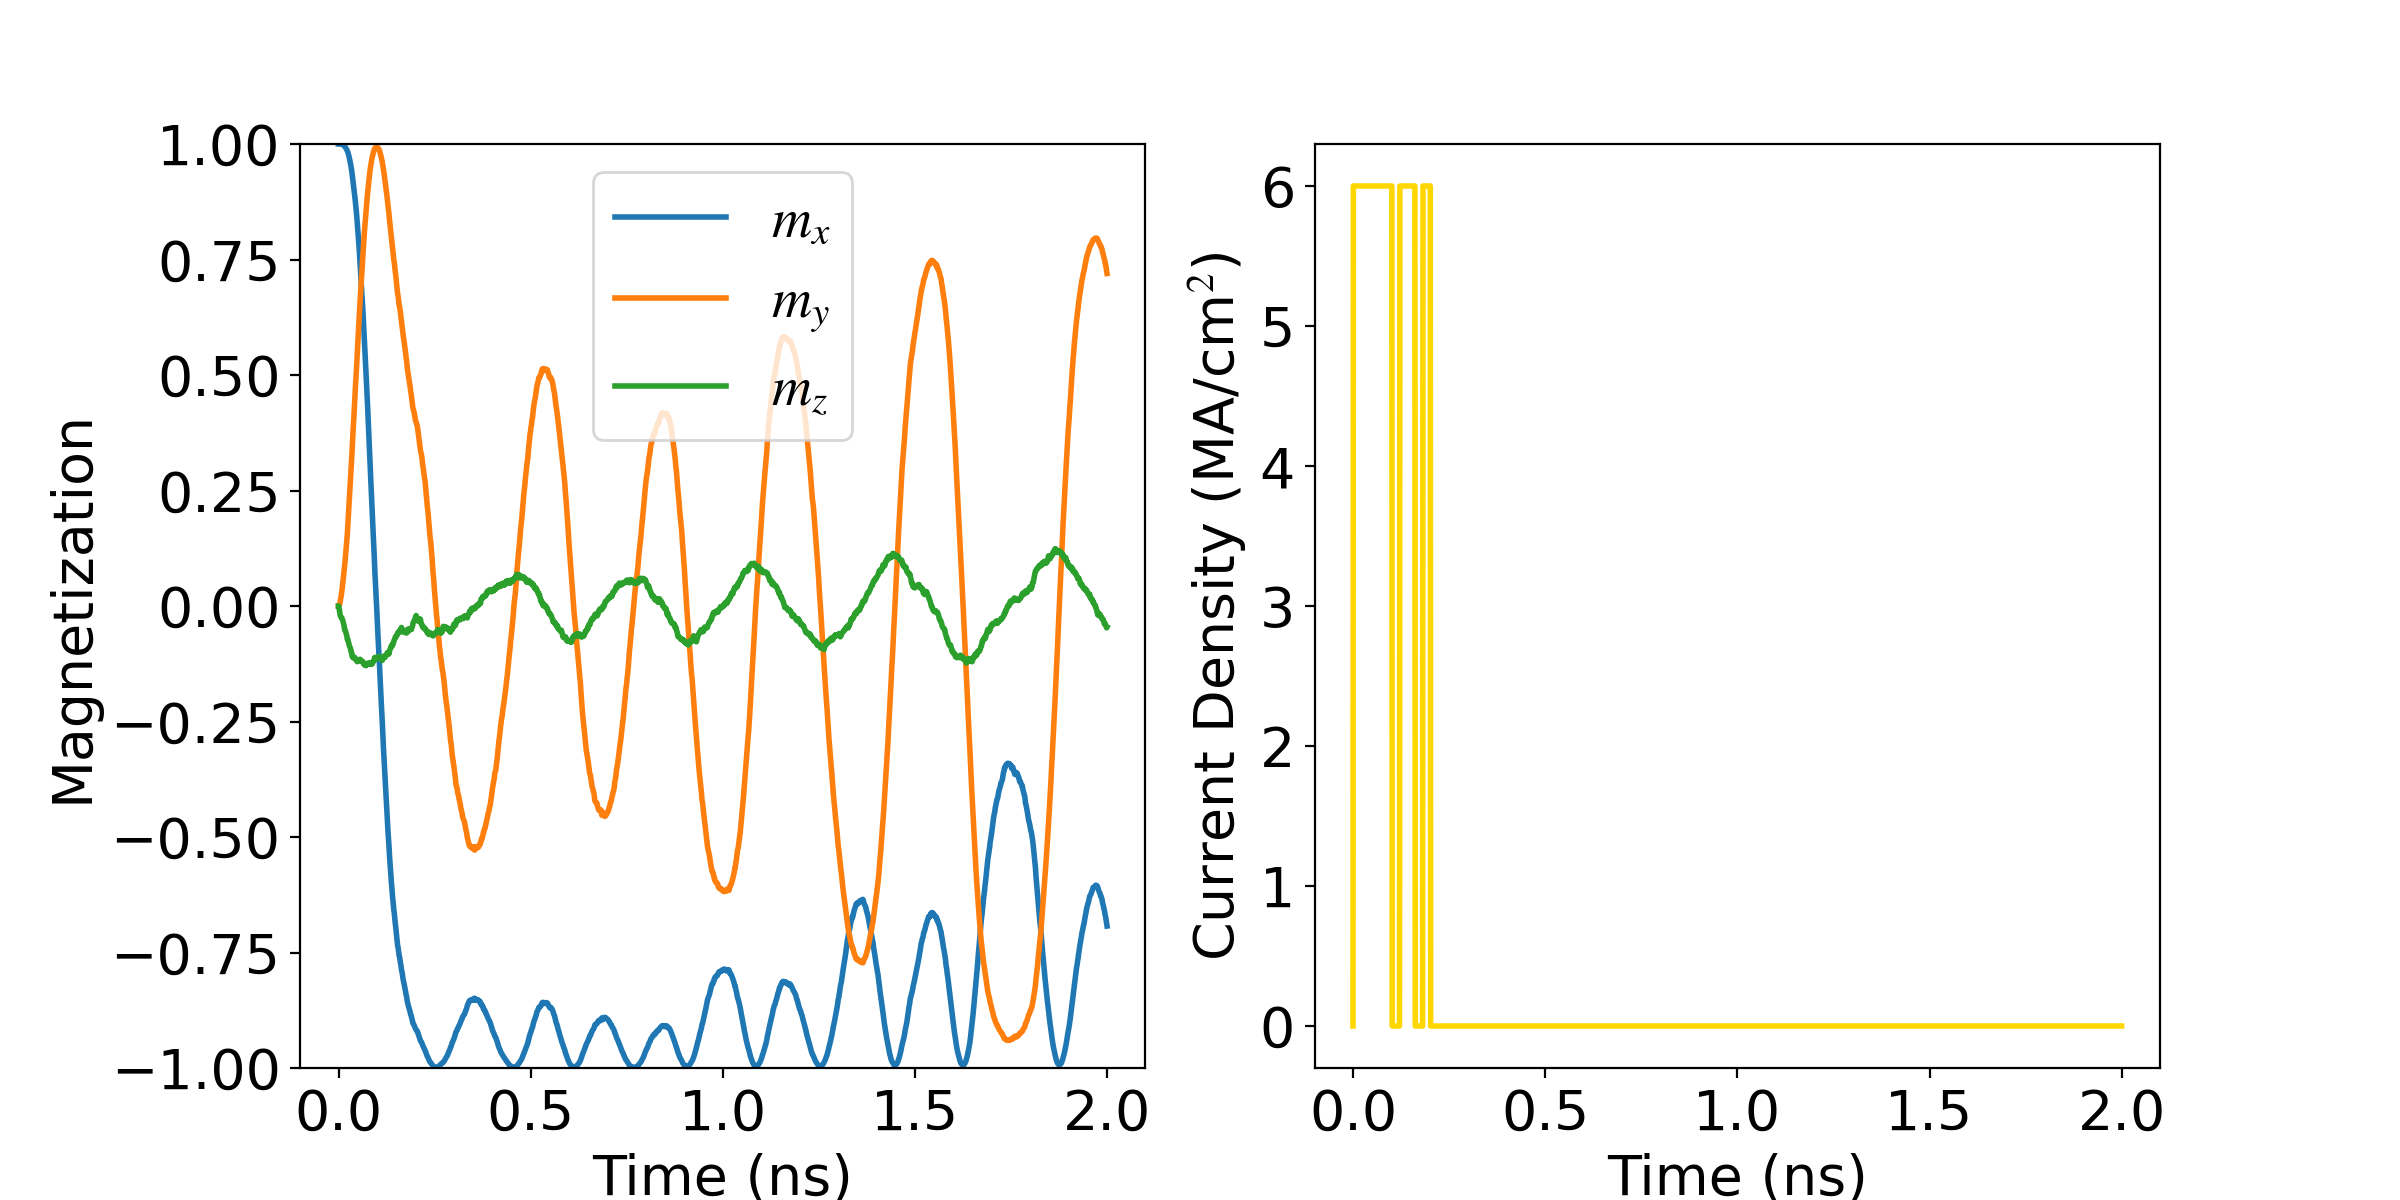 Magnetization
1.00
0.75
0.50
0.25
0.00
−0.25
−0.50
−0.75
−1.00
0.0 0.5 1.0 1.5 2.0
Time (ns)
m_x
m_y
m_z
Current Density (MA/cm²)
6
5
4
3
2
1
0
0.0 0.5 1.0 1.5 2.0
Time (ns)